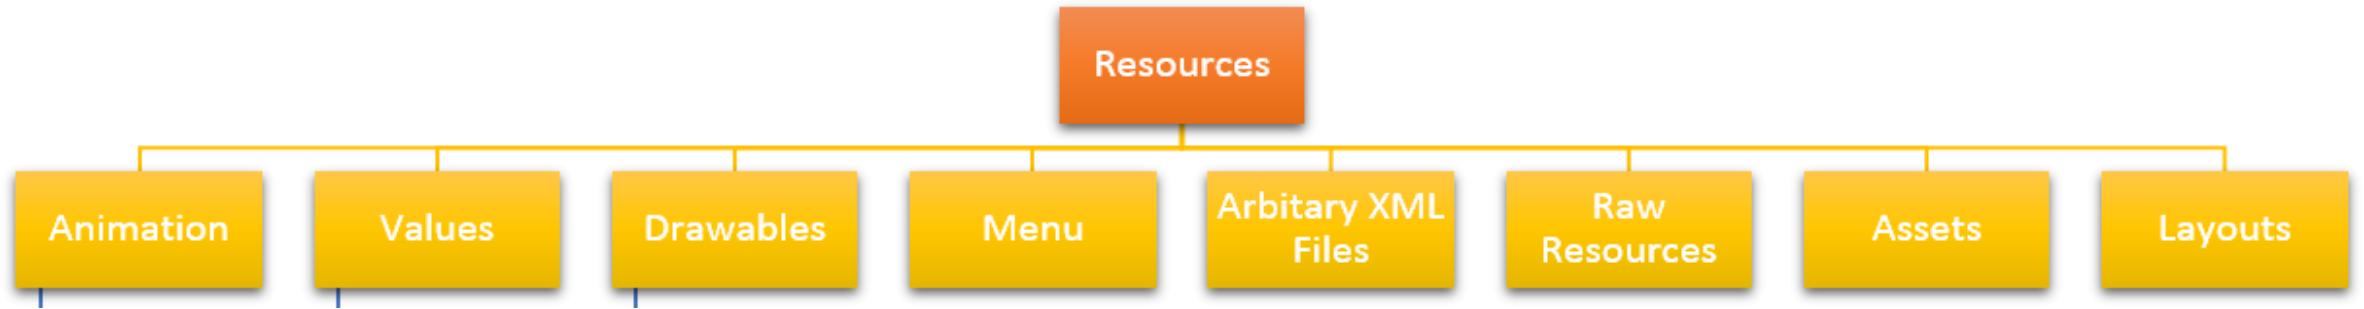 Resources
Animation
Values
Drawables
Menu
Arbitary XML
Files
Raw
Resources
Assets
Layouts